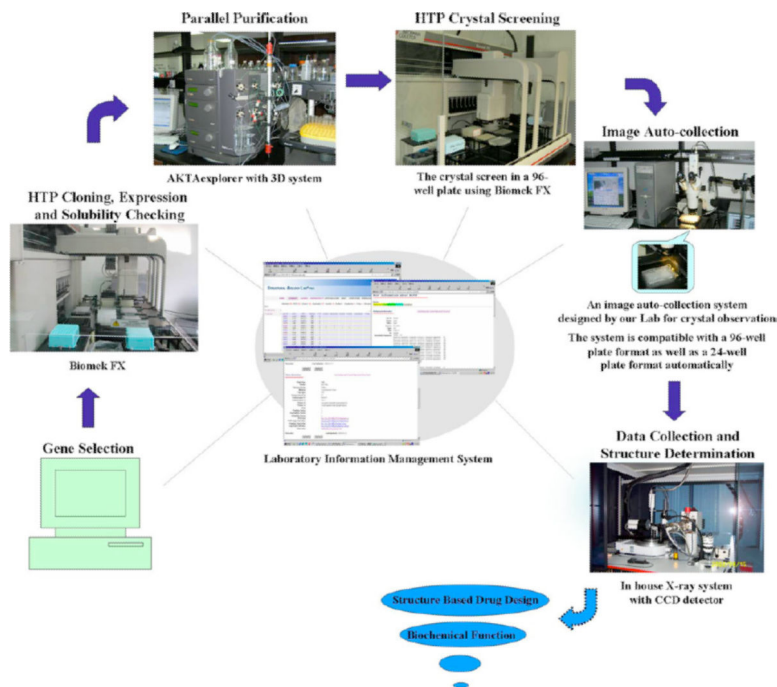 Parallel Purification
HTP Crystal Screening
AKTAexplorer with 3D system
The crystal screen in a 96-
well plate using Biomek FX
Image Auto-collection
HTP Cloning, Expression
and Solubility Checking
Biomek FX
An image auto-collection system
designed by our Lab for crystal observation
The system is compatible with a 96-well
plate format as well as a 24-well
plate format automatically
Gene Selection
Laboratory Information Management System
Data Collection and
Structure Determination
In house X-ray system
with CCD detector
Structure Based Drug Design
Biochemical Function